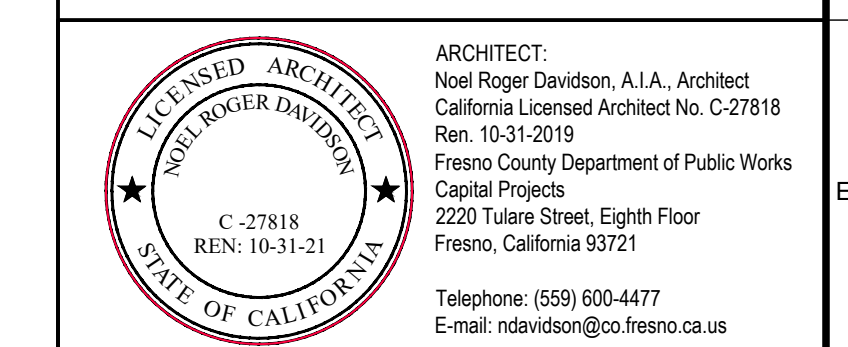 LICENSED ARCHITECT
NOEL ROGER DAVIDSON
C -27818
REN: 10-31-21
STATE OF CALIFORNIA
ARCHITECT:
Noel Roger Davidson, A.I.A., Architect
California Licensed Architect No. C-27818
Ren. 10-31-2019
Fresno County Department of Public Works
Capital Projects
2220 Tulare Street, Eighth Floor
Fresno, California 93721
Telephone: (559) 600-4477
E-mail: ndavidson@co.fresno.ca.us
E